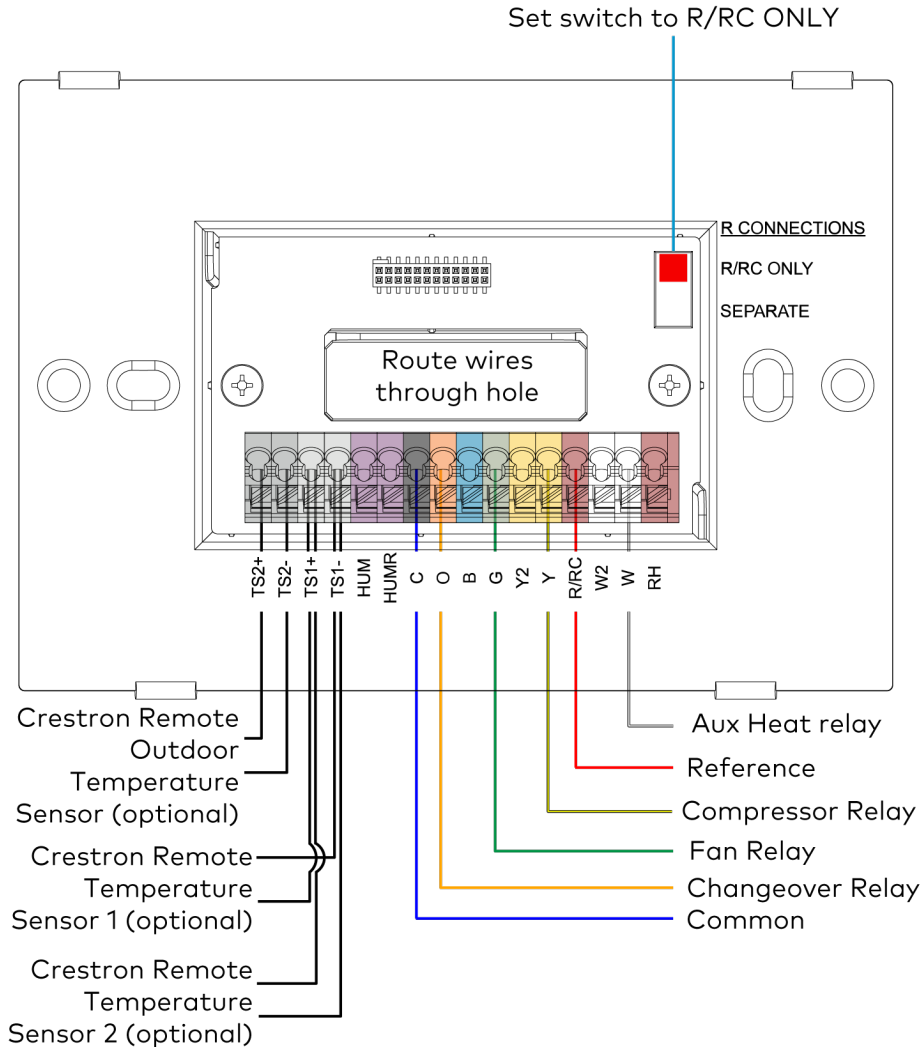 Set switch to R/RC ONLY
R CONNECTIONS
R/RC ONLY
SEPARATE
Route wires
through hole
TS2+
TS2-
TS1+
TS1-
HUM
HUMR
C
O
B
G
Y2
Y
R/RC
W2
W
RH
Crestron Remote
Outdoor
Temperature
Sensor (optional)
Crestron Remote
Temperature
Sensor 1 (optional)
Crestron Remote
Temperature
Sensor 2 (optional)
Aux Heat relay
Reference
Compressor Relay
Fan Relay
Changeover Relay
Common